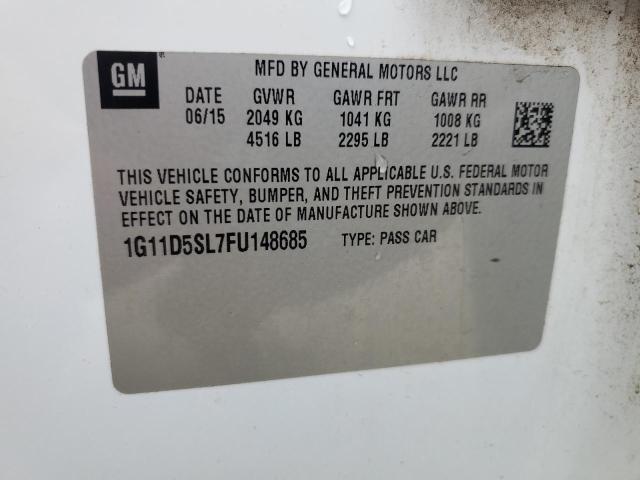 GM
MFD BY GENERAL MOTORS LLC
DATE GVWR GAWR FRT GAWR RR
06/15 2049 KG 1041 KG 1008 KG
4516 LB 2295 LB 2221 LB
THIS VEHICLE CONFORMS TO ALL APPLICABLE U.S. FEDERAL MOTOR
VEHICLE SAFETY, BUMPER, AND THEFT PREVENTION STANDARDS IN
EFFECT ON THE DATE OF MANUFACTURE SHOWN ABOVE.
1G11D5SL7FU148685 TYPE: PASS CAR